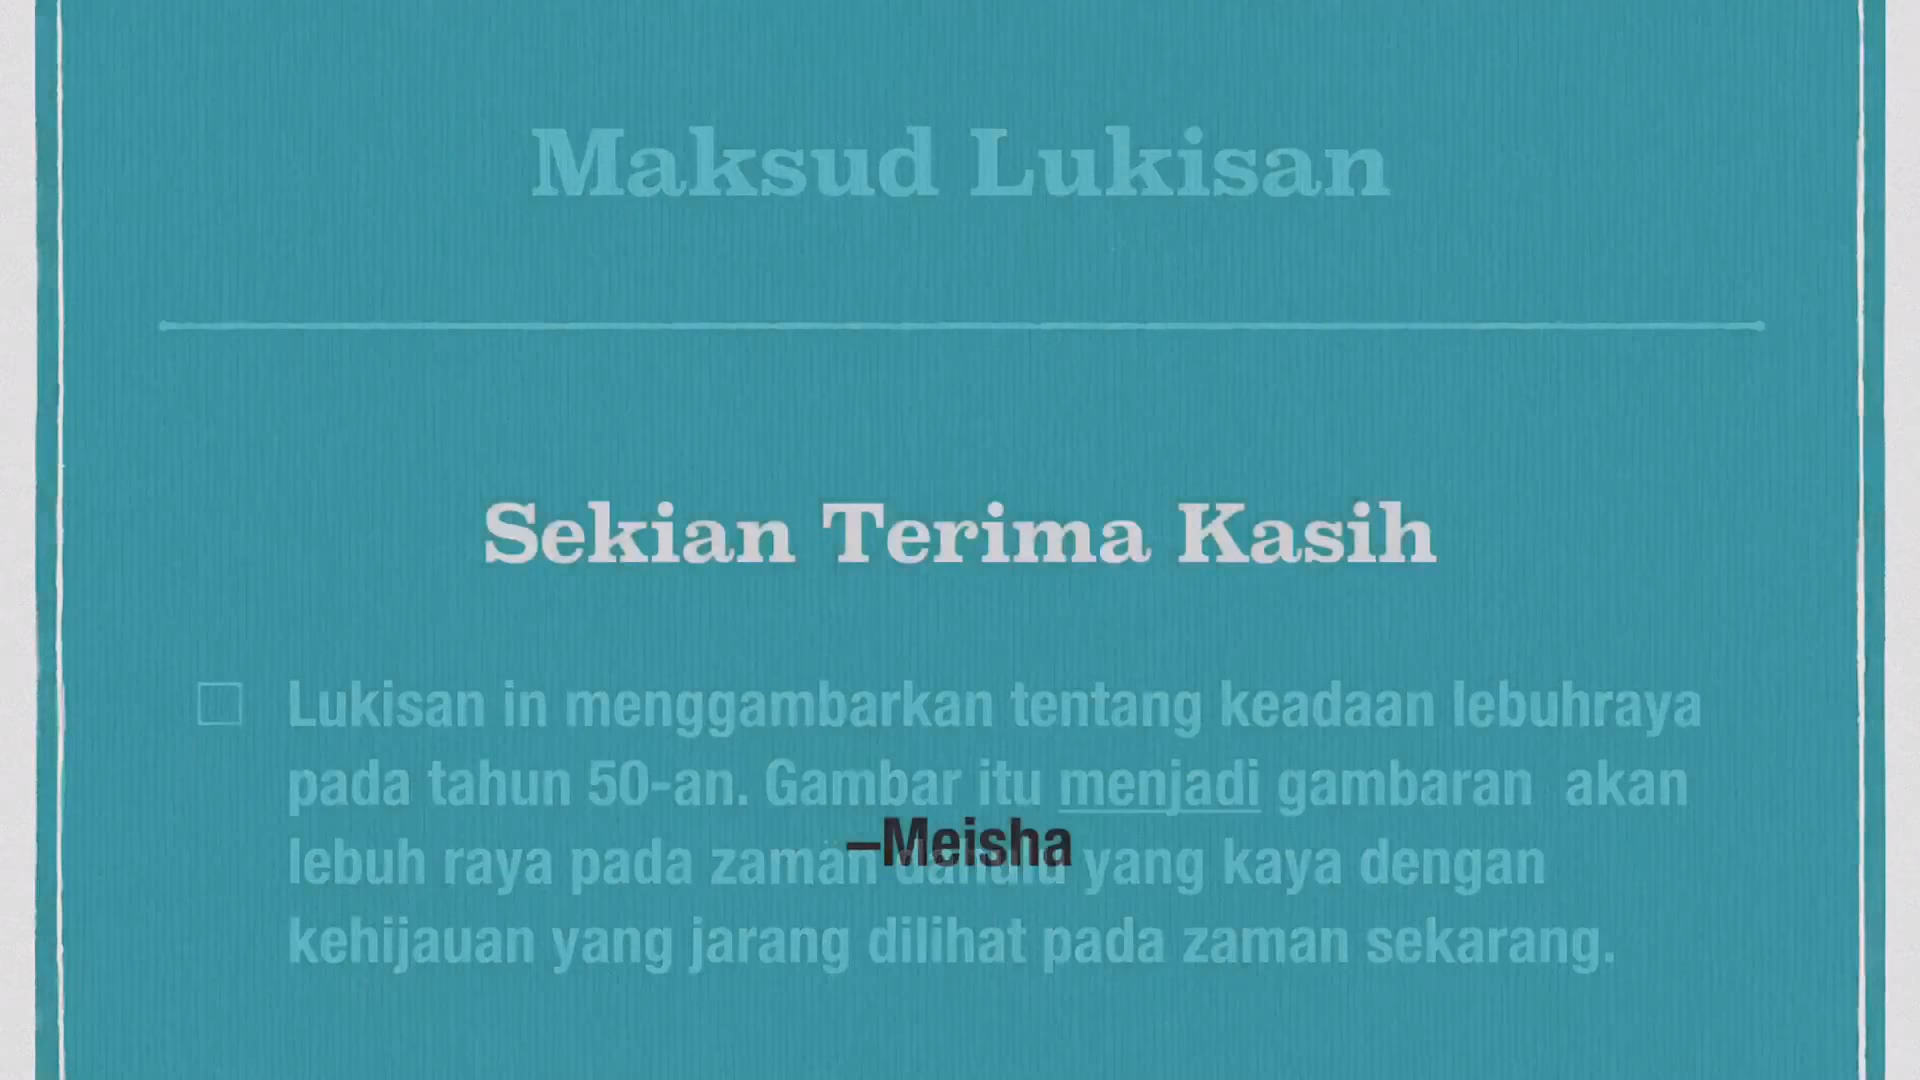 Maksud Lukisan
Sekian Terima Kasih
Lukisan in menggambarkan tentang keadaan lebuhraya
pada tahun 50-an. Gambar itu menjadi gambaran akan
–Meisha
lebuh raya pada zaman dahulu yang kaya dengan
kehijauan yang jarang dilihat pada zaman sekarang.